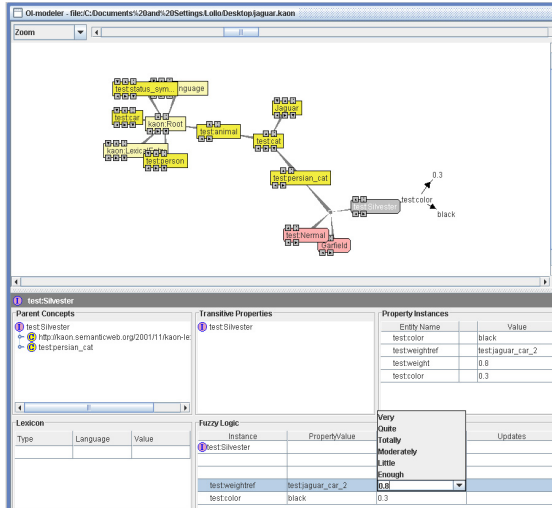 OI-modeler - file:/C:/Documents%20and%20Settings/Lollo/Desktop/jaguar.kaon
Zoom
test:status_sym...
nguage
Jaguar
test:car
kaon:Root
test:animal
test:cat
kaon:LexicalEntry
test:person
test:persian_cat
0.3
test:Silvester
test:color
black
test:Nermal
Garfield
test:Silvester
Parent Concepts
test:Silvester
http://kaon.semanticweb.org/2001/11/kaon-le
test:persian_cat
Transitive Properties
test:Silvester
Property Instances
Entity Name Value
test:color black
test:weightref test:jaguar_car_2
test:weight 0.8
test:color 0.3
Lexicon
Type Language Value
Fuzzy Logic
Instance PropertyValue Updates
test:Silvester
Very
Quite
Totally
Moderately
Little
Enough
test:weightref test:jaguar_car_2 0.8
test:color black 0.3